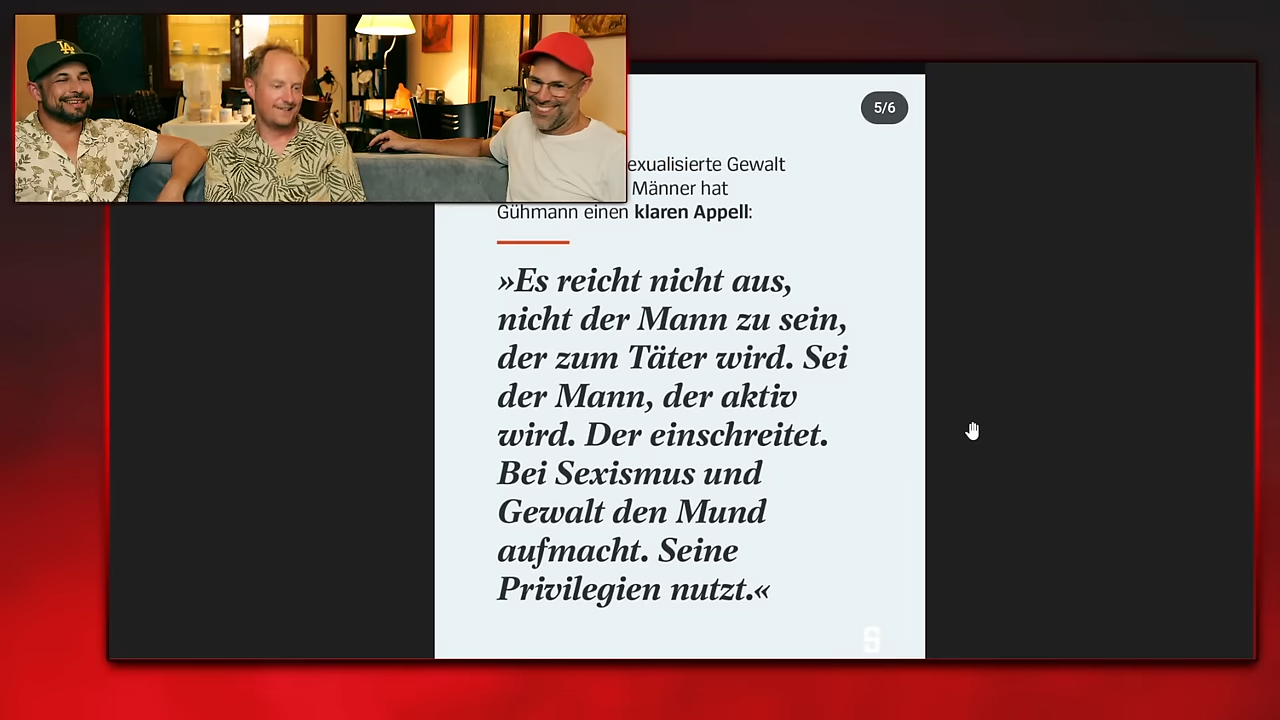 LA
5/6
exualisierte Gewalt
Männer hat
Gühmann einen klaren Appell:
»Es reicht nicht aus,
nicht der Mann zu sein,
der zum Täter wird. Sei
der Mann, der aktiv
wird. Der einschreitet.
Bei Sexismus und
Gewalt den Mund
aufmacht. Seine
Privilegien nutzt.«
S